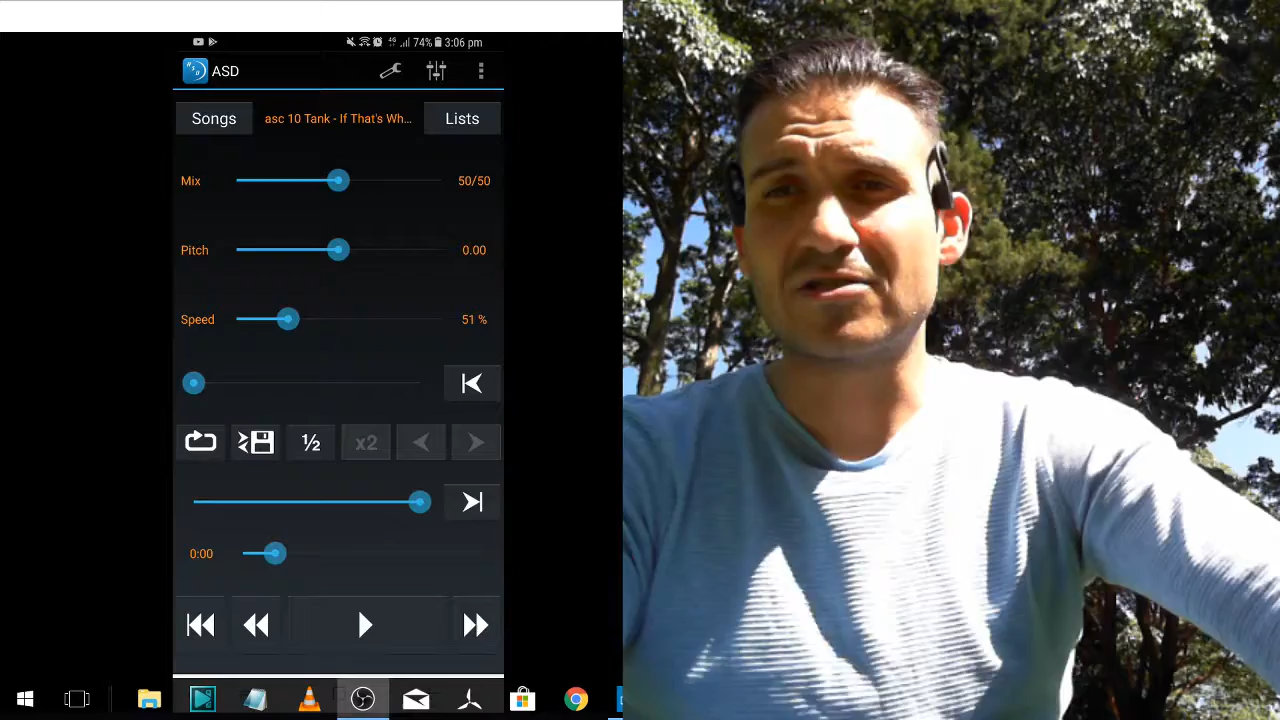 74% 3:06 pm
ASD
Songs asc 10 Tank - If That's Wh... Lists
Mix 50/50
Pitch 0.00
Speed 51 %
½ x2
0:00